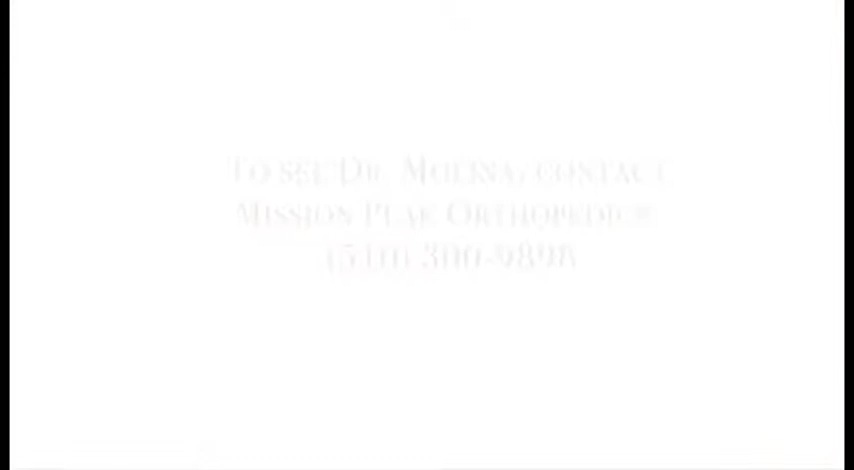 To see Dr. Molina, contact
Mission Peak Orthopedics
(510) 300-9898